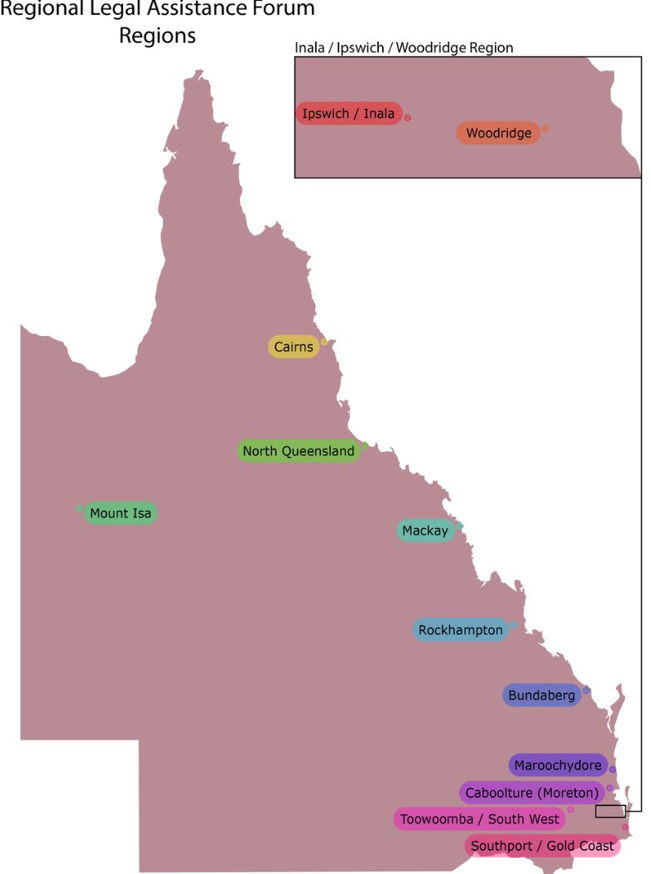 Regional Legal Assistance Forum
Regions
Inala / Ipswich / Woodridge Region
Ipswich / Inala
Woodridge
Cairns
North Queensland
Mount Isa
Mackay
Rockhampton
Bundaberg
Maroochydore
Caboolture (Moreton)
Toowoomba / South West
Southport / Gold Coast